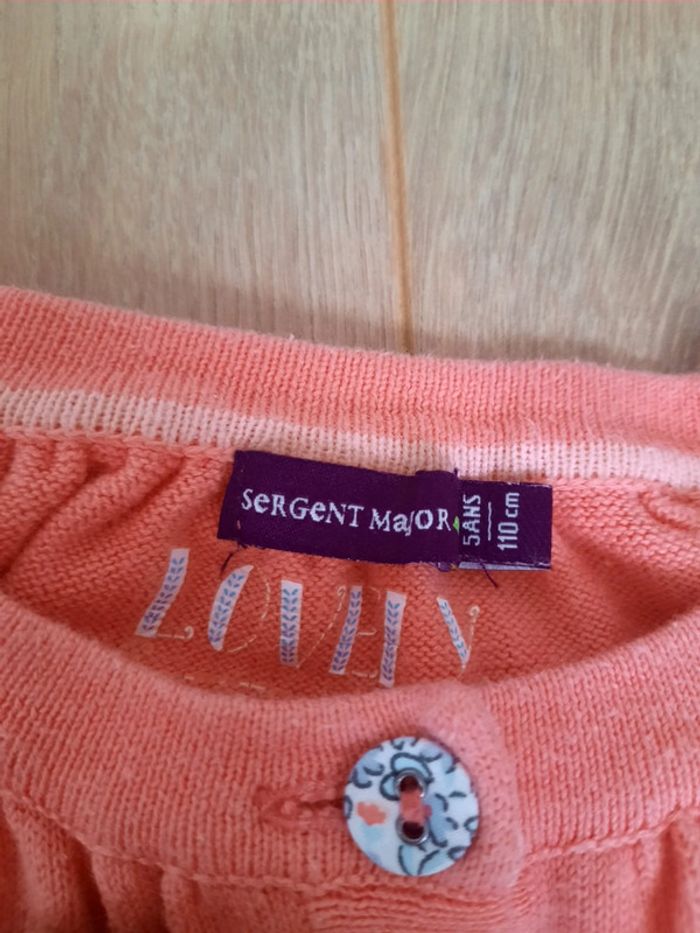 SeRGeNT MaJOR
5ANS
110 cm
LOVELY